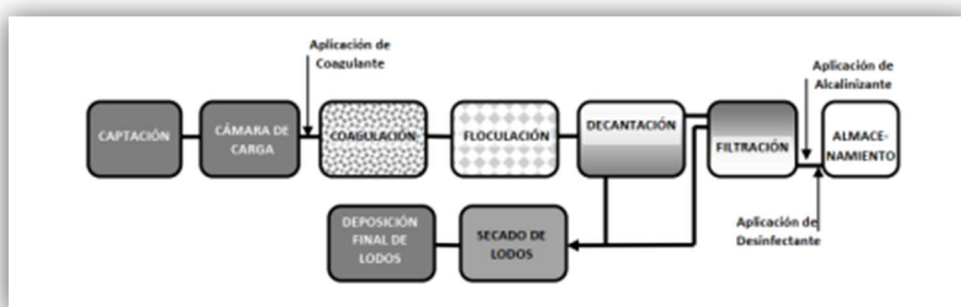 Aplicación de
Coagulante
Aplicación de
Alcalinizante
CAPTACIÓN
CÁMARA DE
CARGA
COAGULACIÓN
FLOCULACIÓN
DECANTACIÓN
FILTRACIÓN
ALMACE-
NAMIENTO
DEPOSICIÓN
FINAL DE
LODOS
SECADO DE
LODOS
Aplicación de
Desinfectante